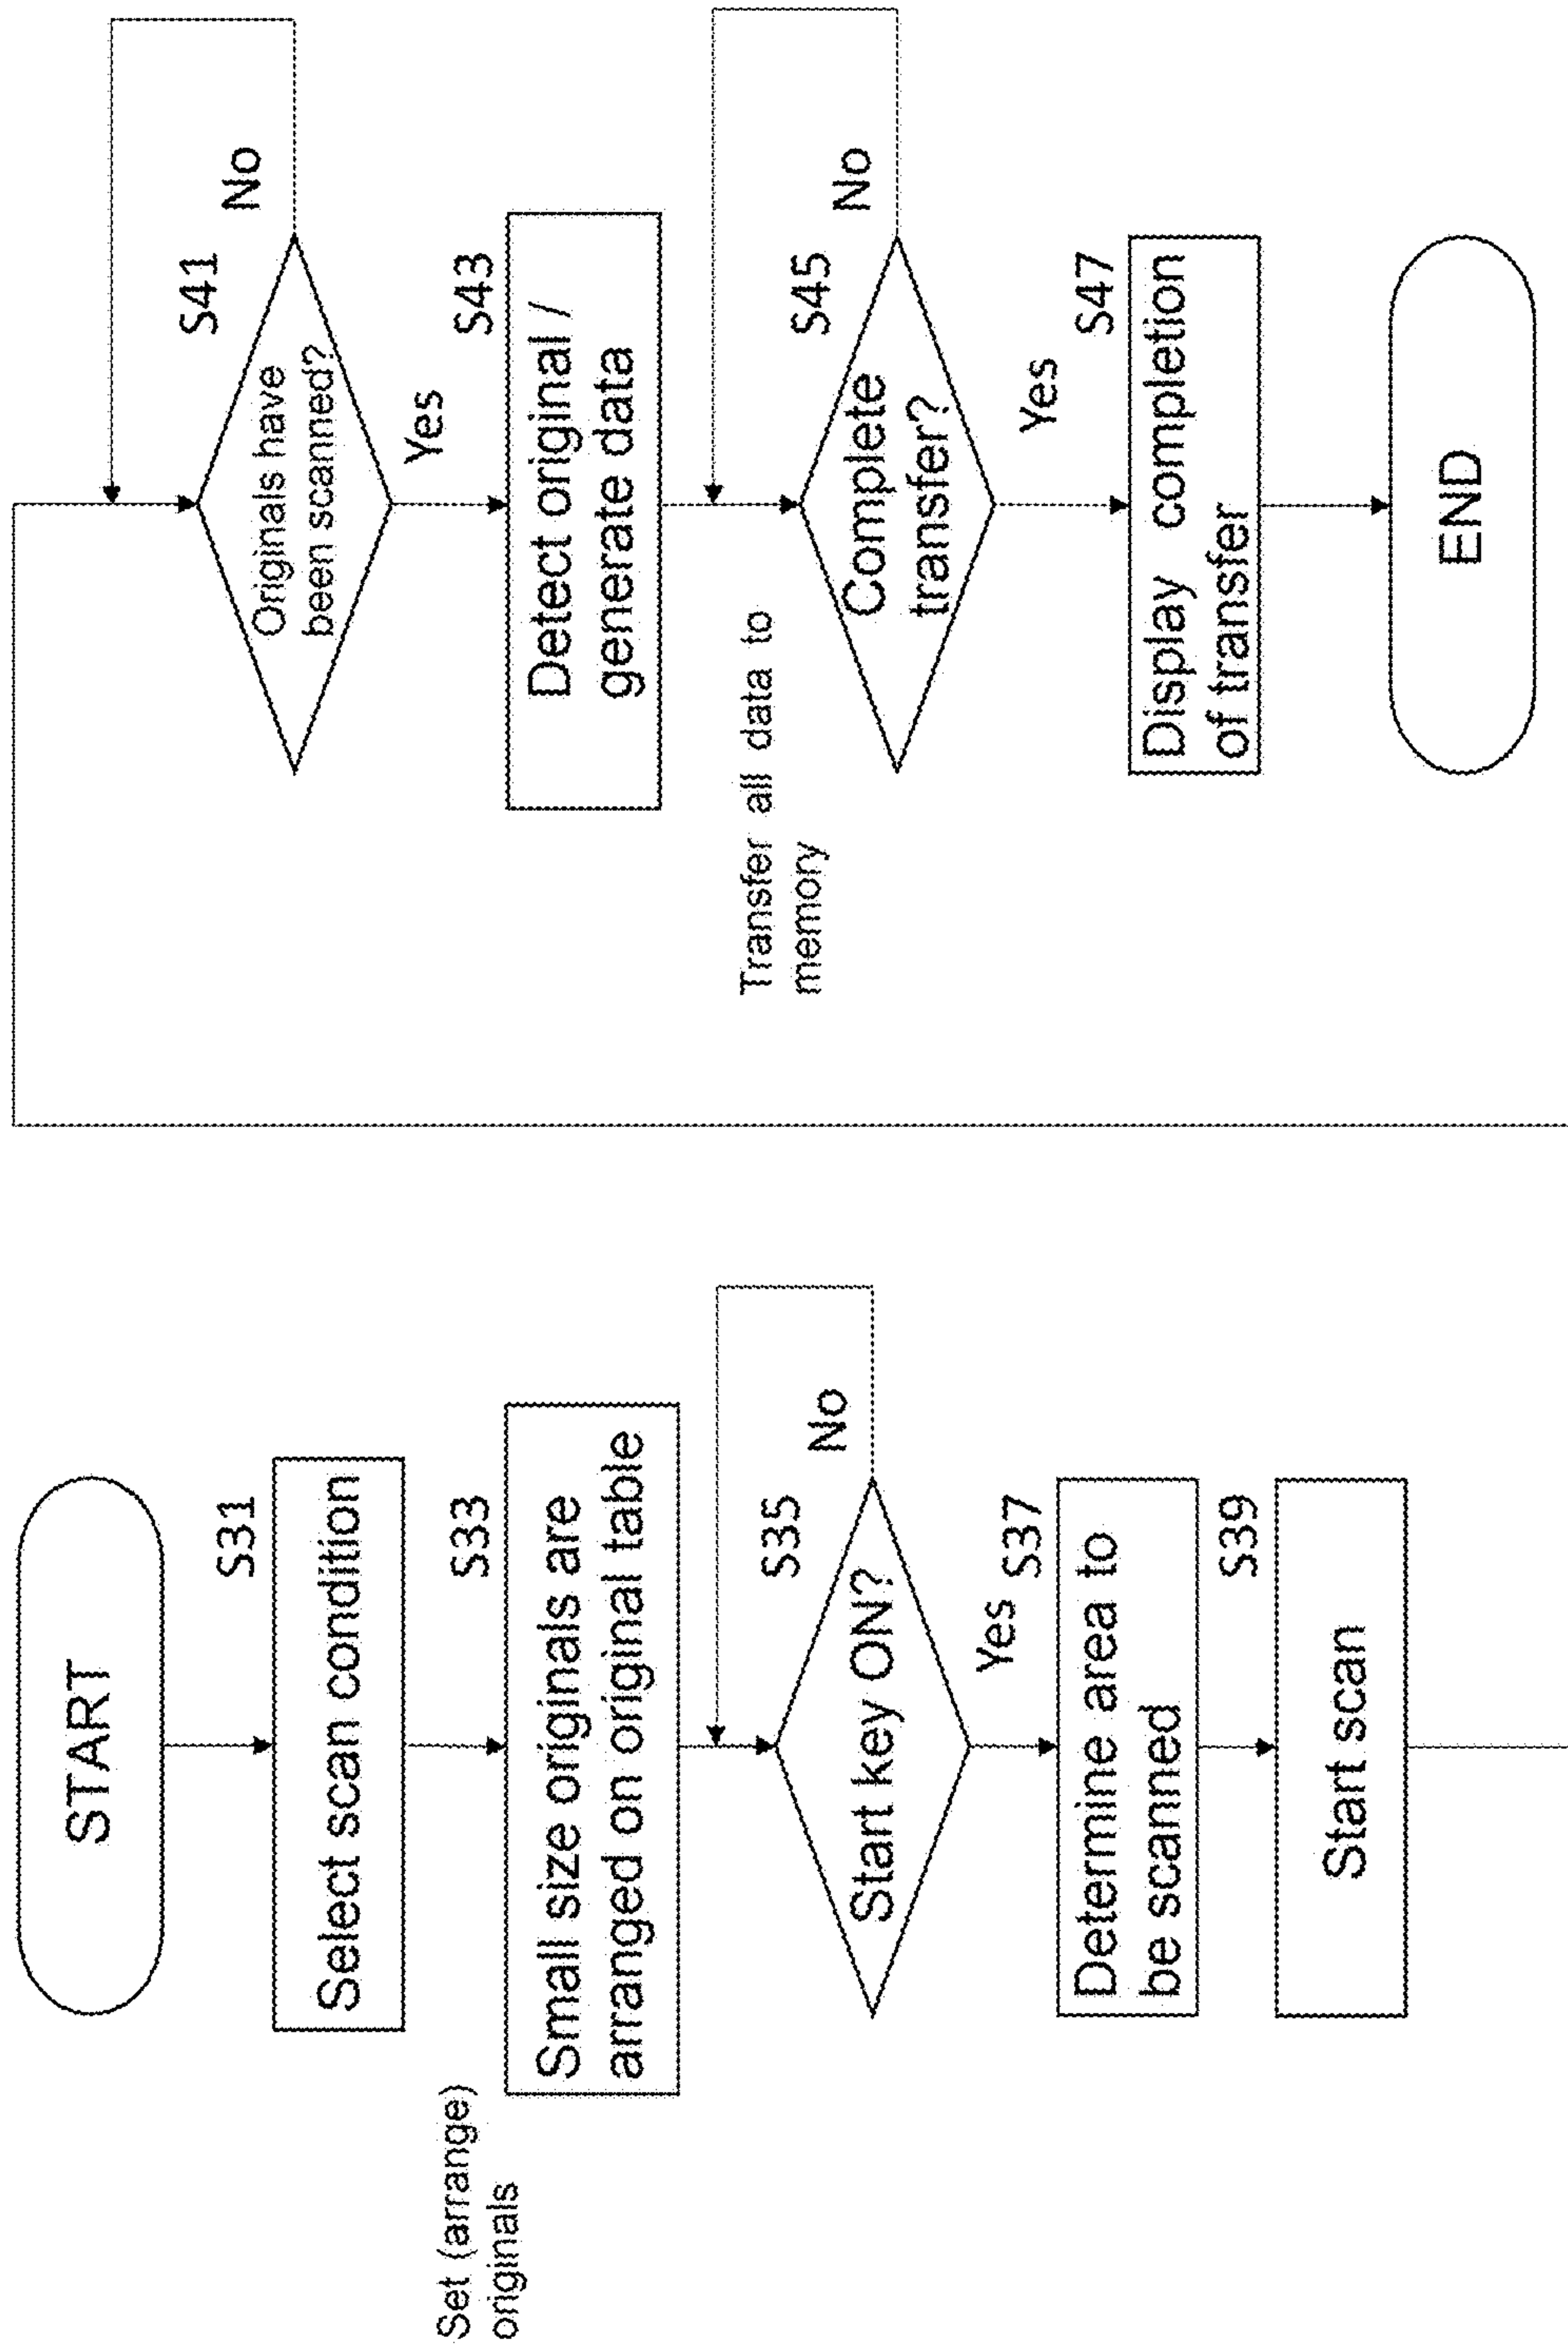 START
S31
Select scan condition
Set (arrange)
originals
S33
Small size originals are
arranged on original table
S35
Start key ON?
No
Yes
S37
Determine area to
be scanned
S39
Start scan
S41
Originals have
been scanned?
No
Yes
S43
Detect original /
generate data
Transfer all data to
memory
S45
Complete
transfer?
No
Yes
S47
Display completion
of transfer
END